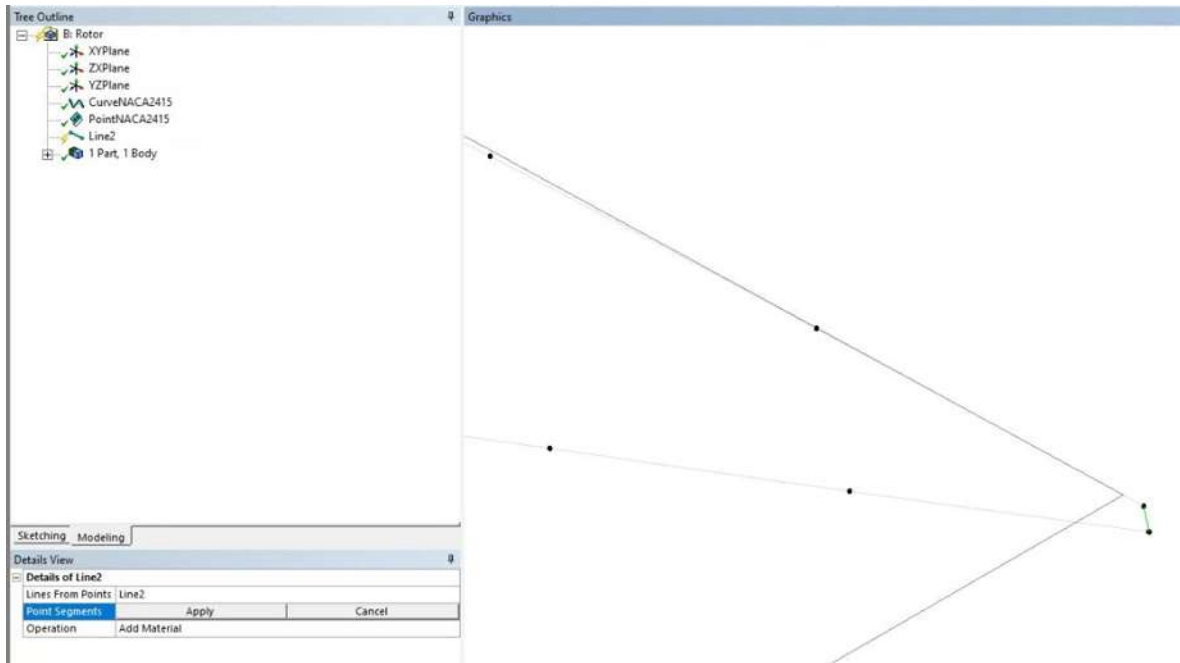 Tree Outline
Graphics
B: Rotor
XYPlane
ZXPlane
YZPlane
CurveNACA2415
PointNACA2415
Line2
1 Part, 1 Body
Sketching Modeling
Details View
Details of Line2
Lines From Points Line2
Point Segments Apply Cancel
Operation Add Material